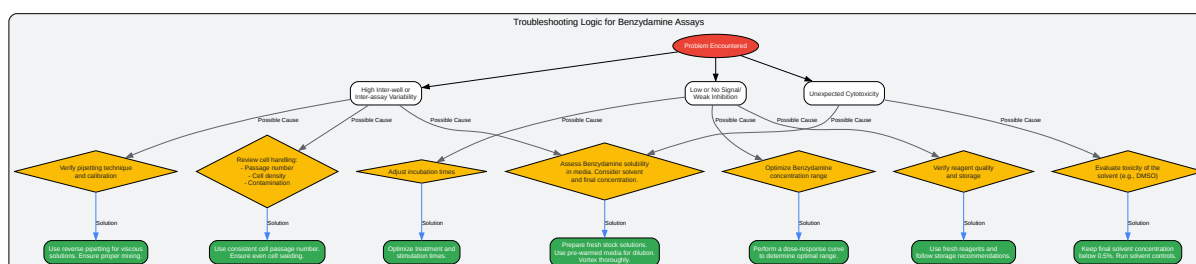 Troubleshooting Logic for Benzydamine Assays
Problem Encountered
High Inter-well or
Inter-assay Variability
Low or No Signal/
Weak Inhibition
Unexpected Cytotoxicity
Possible Cause
Possible Cause
Possible Cause
Possible Cause
Possible Cause
Possible Cause
Possible Cause
Possible Cause
Verify pipetting technique
and calibration
Review cell handling:
- Passage number
- Cell density
- Contamination
Adjust incubation times
Assess Benzydamine solubility
in media. Consider solvent
and final concentration.
Optimize Benzydamine
concentration range
Verify reagent quality
and storage
Evaluate toxicity of the
solvent (e.g., DMSO)
Solution
Solution
Solution
Solution
Solution
Solution
Solution
Use reverse pipetting for viscous
solutions. Ensure proper mixing.
Use consistent cell passage number.
Ensure even cell seeding.
Optimize treatment and
stimulation times.
Prepare fresh stock solutions.
Use pre-warmed media for dilution.
Vortex thoroughly.
Perform a dose-response curve
to determine optimal range.
Use fresh reagents and
follow storage recommendations.
Keep final solvent concentration
below 0.5%. Run solvent controls.